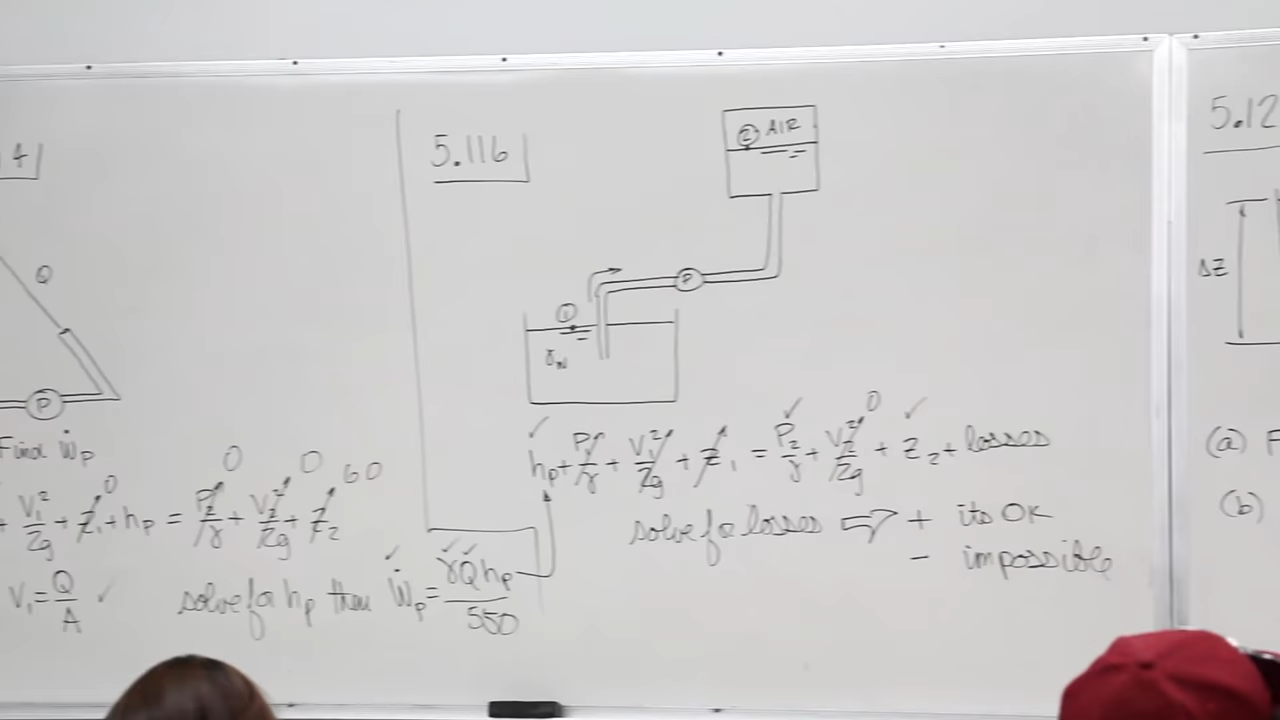 4
Q
P
Find Ẇp
0 0 60
+ V₁²/2g + Z₁ + hp = P₂/γ + V₂²/2g + Z₂
0
V₁ = Q/A ✓ solve for hp then Ẇp = γQhp/550
5.116
② AIR
P
①
γw
✓ ✓ 0 ✓
hp + P₁/γ + V₁²/2g + Z₁ = P₂/γ + V₂²/2g + Z₂ + losses
solve for losses ⇒ + its OK
− impossible
5.12
ΔZ
(a) F
(b)